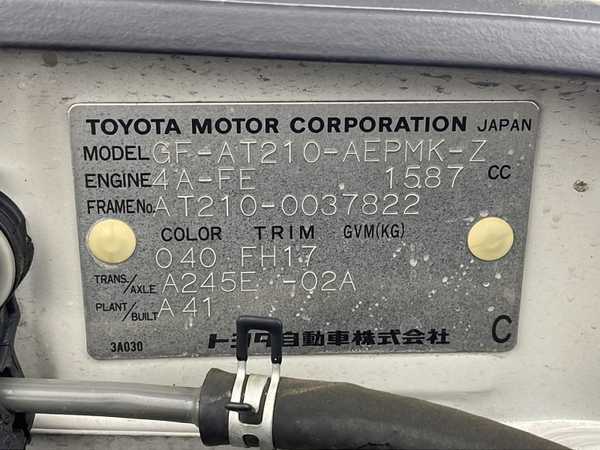 TOYOTA MOTOR CORPORATION JAPAN
MODEL GF-AT210-AEPMK-Z
ENGINE 4A-FE 1587 CC
FRAME No. AT210-0037822
COLOR TRIM GVM(KG)
040 FH17
TRANS./AXLE A245E -02A
PLANT/BUILT A41
3A030 トヨタ自動車株式会社 C